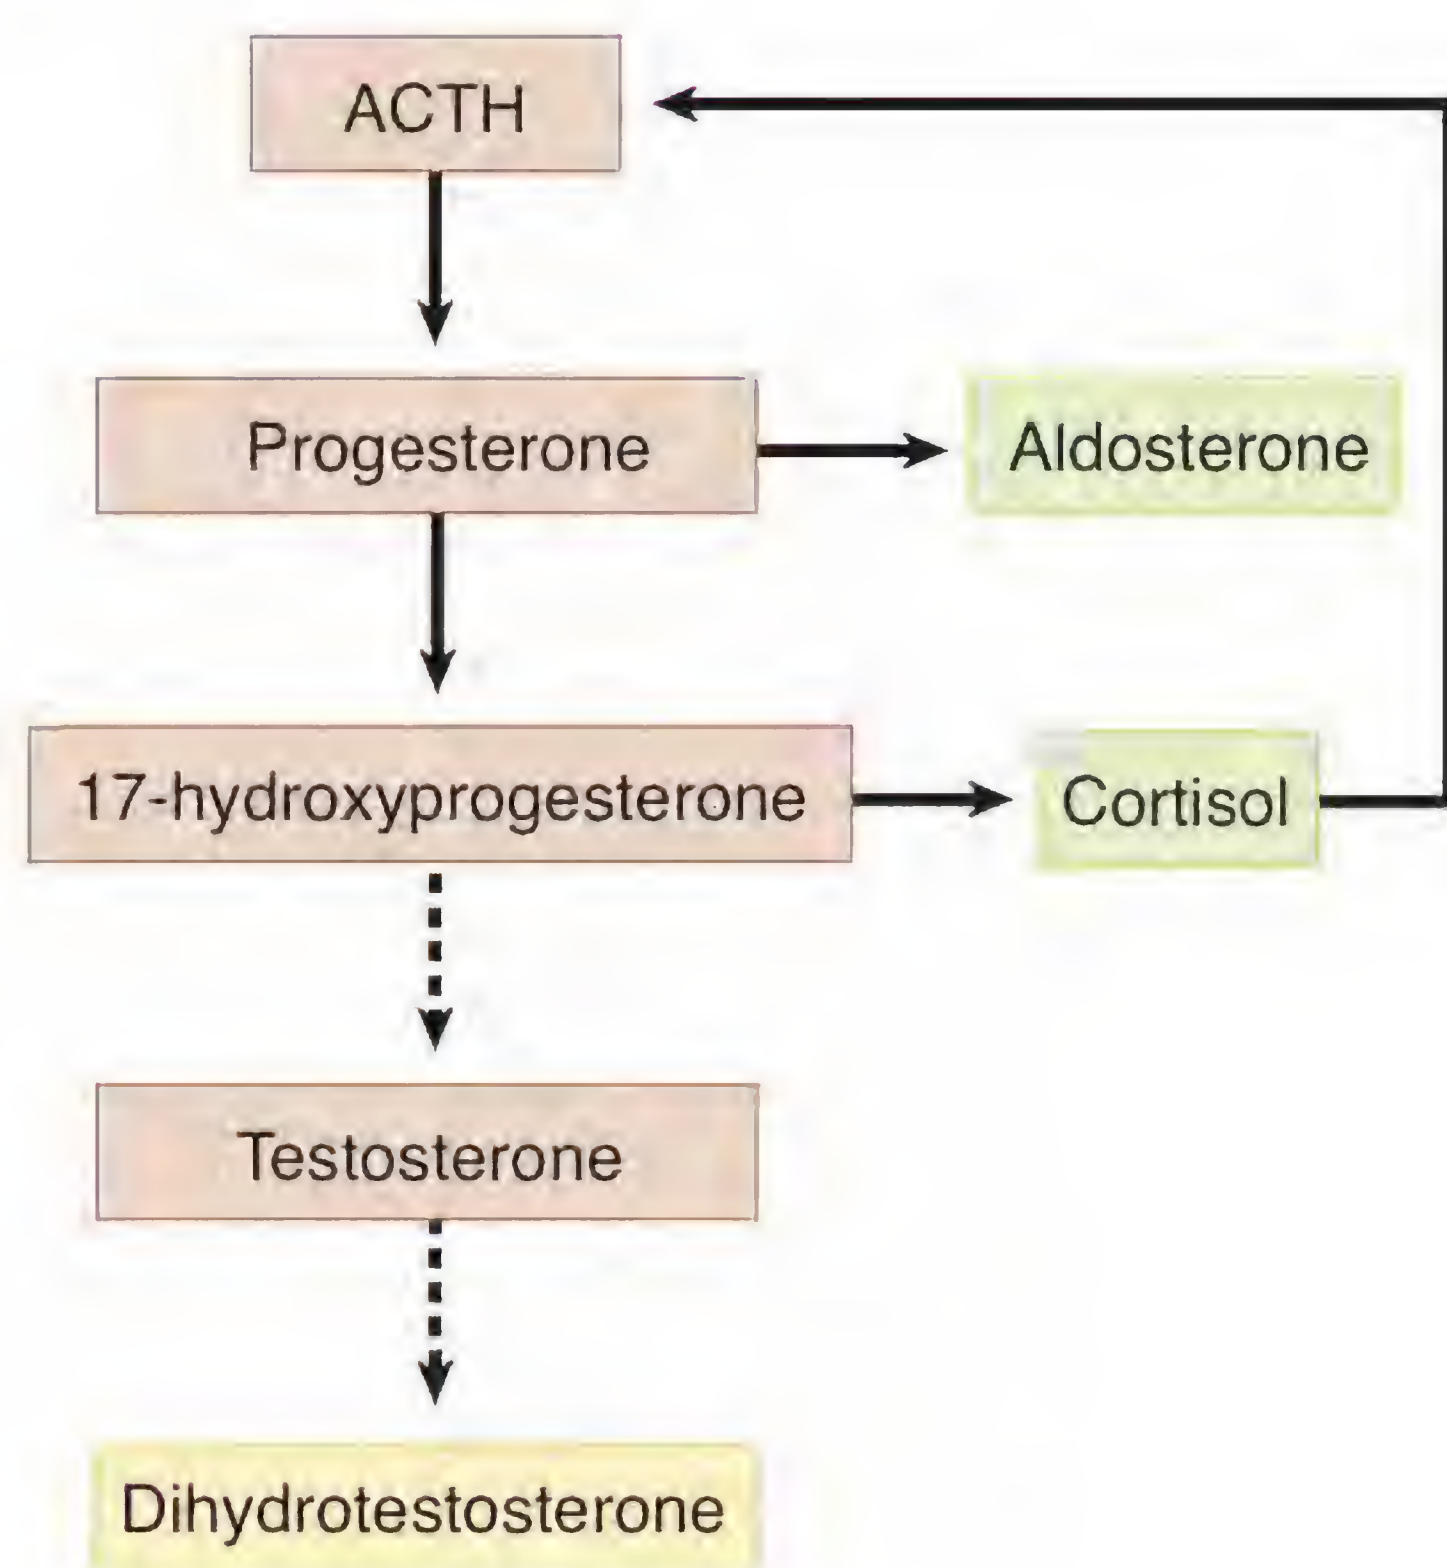 ACTH
Progesterone
Aldosterone
17-hydroxyprogesterone
Cortisol
Testosterone
Dihydrotestosterone